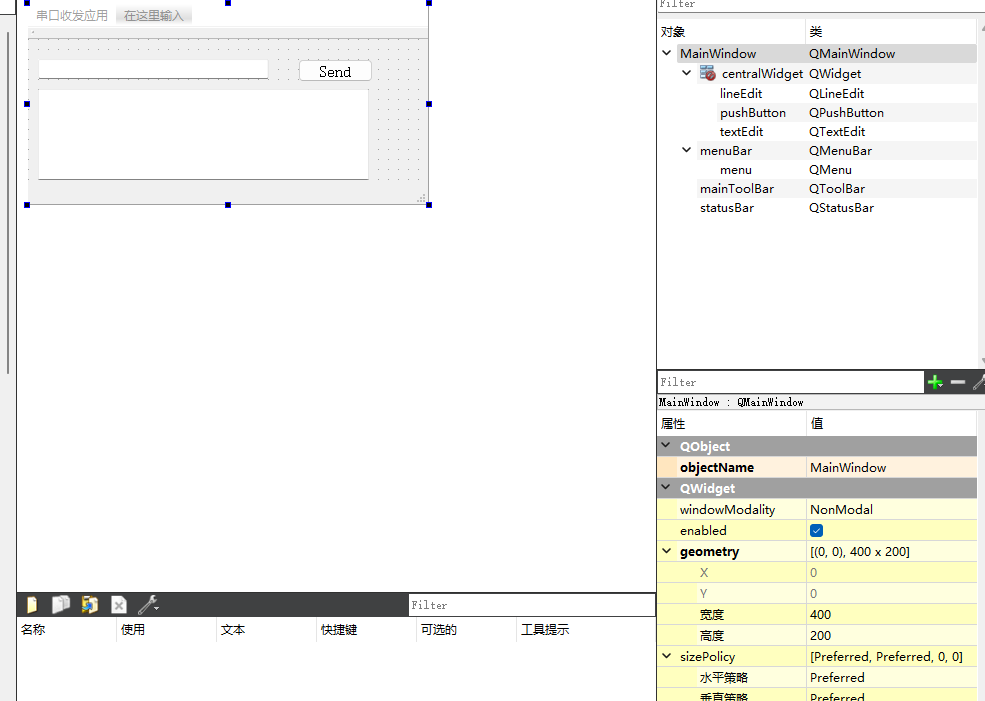 Filter
串口收发应用 在这里输入
Send
对象 类
MainWindow QMainWindow
centralWidget QWidget
lineEdit QLineEdit
pushButton QPushButton
textEdit QTextEdit
menuBar QMenuBar
menu QMenu
mainToolBar QToolBar
statusBar QStatusBar
Filter
MainWindow : QMainWindow
属性 值
QObject
objectName MainWindow
QWidget
windowModality NonModal
enabled
geometry [(0, 0), 400 x 200]
X 0
Y 0
宽度 400
高度 200
sizePolicy [Preferred, Preferred, 0, 0]
水平策略 Preferred
垂直策略 Preferred
Filter
名称 使用 文本 快捷键 可选的 工具提示